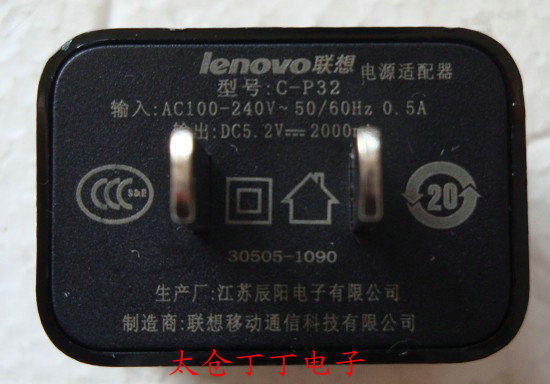 lenovo联想 电源适配器
型号：C-P32
输入：AC100-240V~50/60Hz 0.5A
输出：DC5.2V⎓2000m
CCC S&E
20
30505-1090
生产厂：江苏辰阳电子有限公司
制造商：联想移动通信科技有限公司
太仓丁丁电子